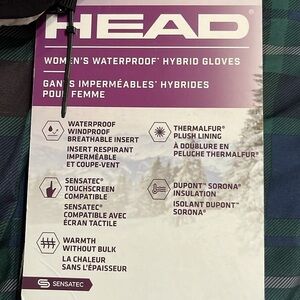 HEAD®
WOMEN'S WATERPROOF* HYBRID GLOVES
GANTS IMPERMÉABLES* HYBRIDES
POUR FEMME
WATERPROOF
WINDPROOF
BREATHABLE INSERT
INSERT RESPIRANT
IMPERMÉABLE
ET COUPE-VENT
THERMALFUR®
PLUSH LINING
À DOUBLURE EN
PELUCHE THERMALFUR®
SENSATEC®
TOUCHSCREEN
COMPATIBLE
SENSATEC®
COMPATIBLE AVEC
ÉCRAN TACTILE
DUPONT™ SORONA®
INSULATION
ISOLANT DUPONT™
SORONA®
WARMTH
WITHOUT BULK
LA CHALEUR
SANS L'ÉPAISSEUR
SENSATEC